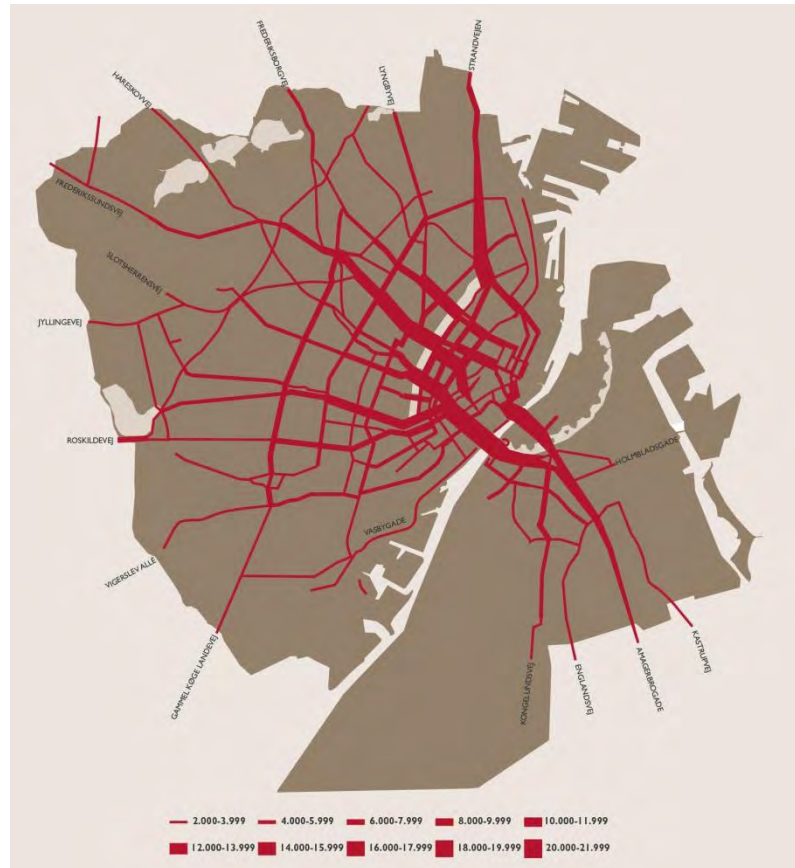 STRANDVEJEN
FREDERIKSBORGVEJ
LYNGBYVEJ
HARESKOVVEJ
FREDERIKSSUNDSVEJ
SLOTSHERRENSVEJ
JYLLINGEVEJ
ROSKILDEVEJ
HOLMBLADSGADE
VASBYGADE
VIGERSLEV ALLÉ
GAMMEL KØGE LANDEVEJ
KONGELUNDSVEJ
ENGLANDSVEJ
AMAGERBROGADE
KASTRUPVEJ
2.000-3.999 4.000-5.999 6.000-7.999 8.000-9.999 10.000-11.999
12.000-13.999 14.000-15.999 16.000-17.999 18.000-19.999 20.000-21.999